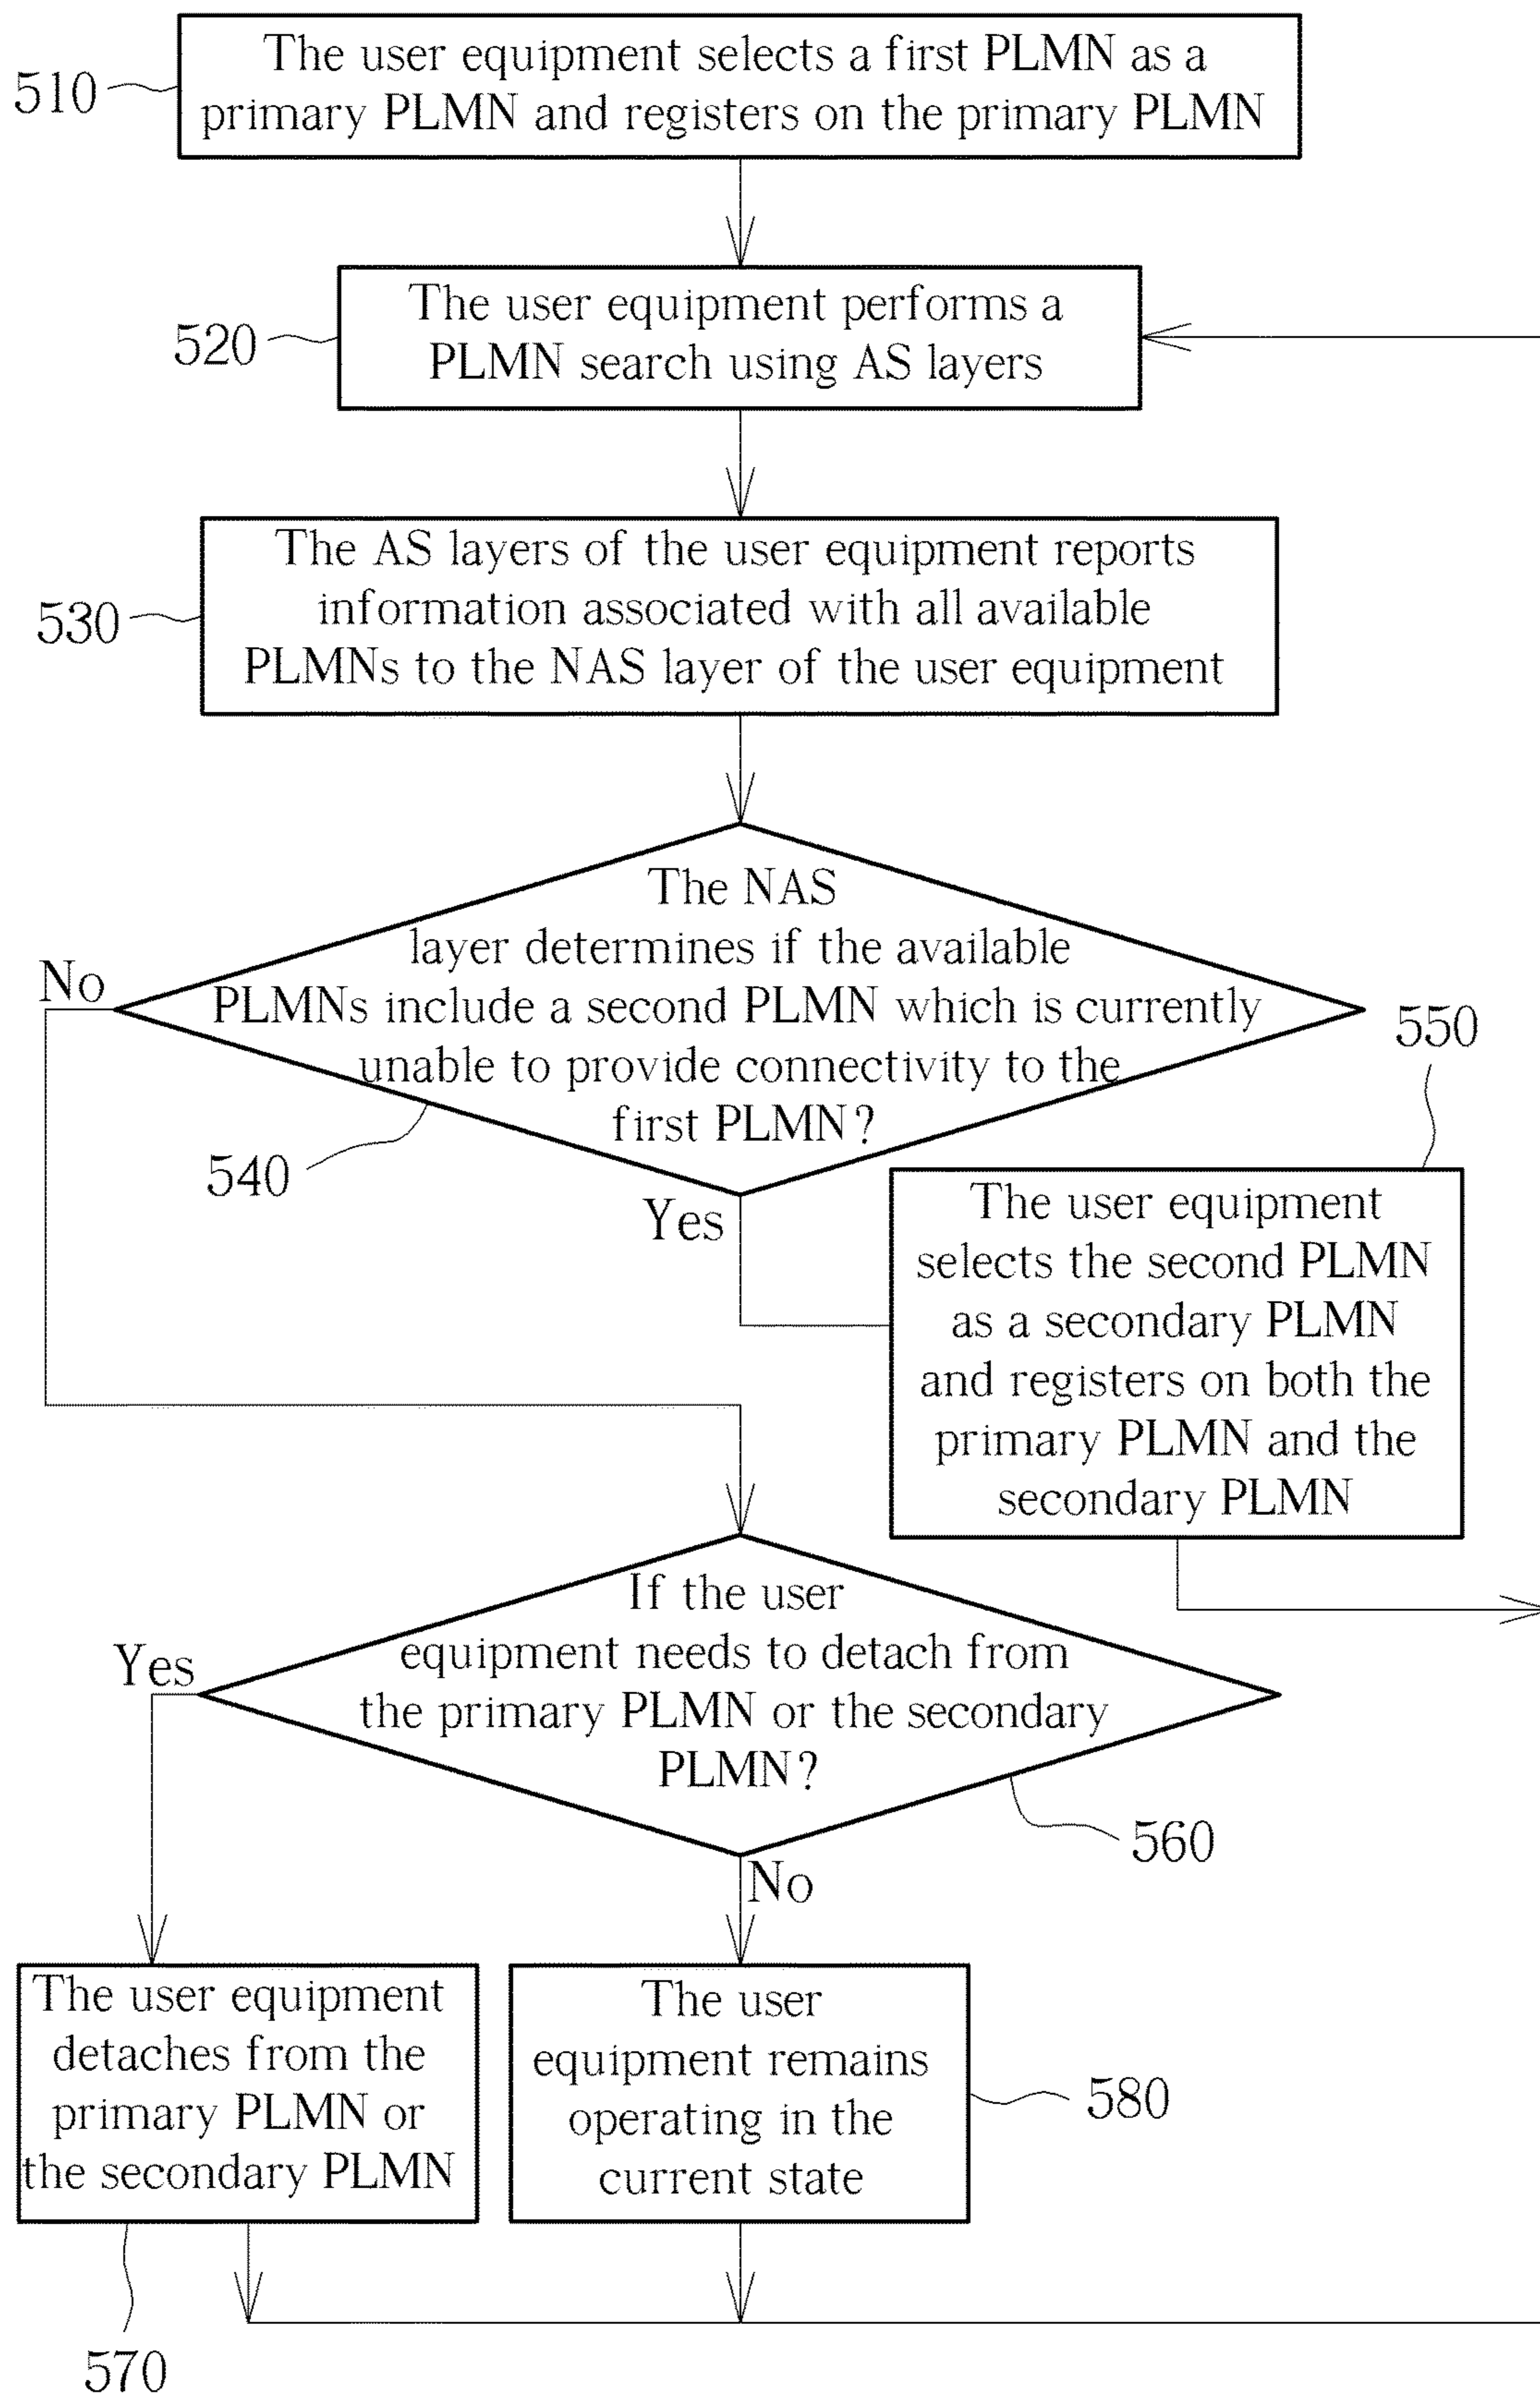 510
The user equipment selects a first PLMN as a
primary PLMN and registers on the primary PLMN
520
The user equipment performs a
PLMN search using AS layers
530
The AS layers of the user equipment reports
information associated with all available
PLMNs to the NAS layer of the user equipment
The NAS
layer determines if the available
PLMNs include a second PLMN which is currently
unable to provide connectivity to the
first PLMN?
No
540
Yes
550
The user equipment
selects the second PLMN
as a secondary PLMN
and registers on both the
primary PLMN and the
secondary PLMN
If the user
equipment needs to detach from
the primary PLMN or the secondary
PLMN?
Yes
560
No
The user equipment
detaches from the
primary PLMN or
the secondary PLMN
570
The user
equipment remains
operating in the
current state
580